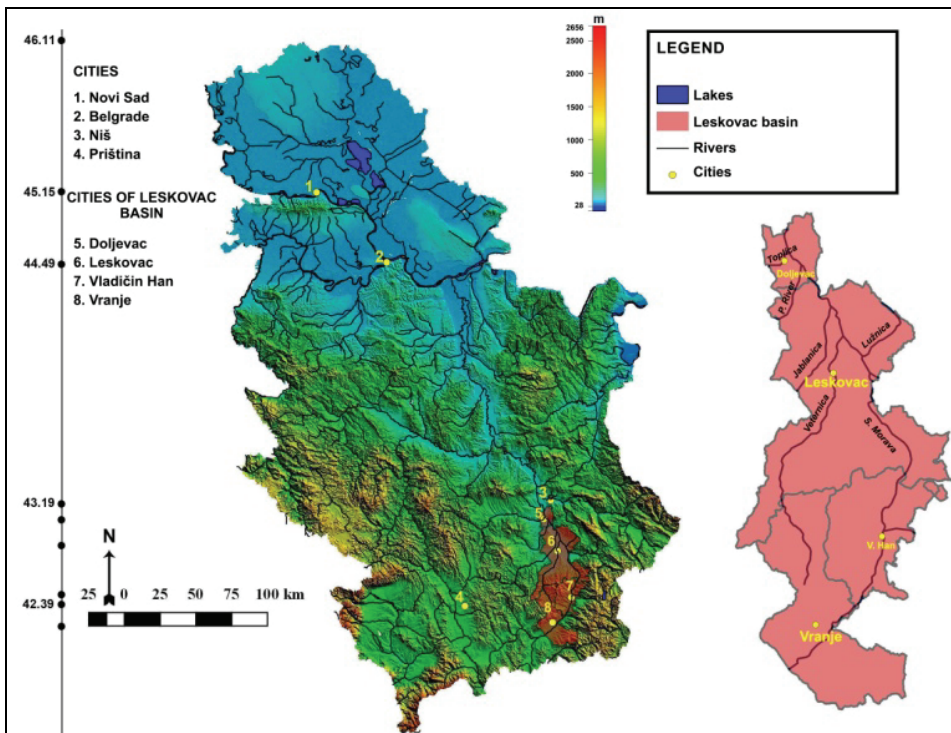 46.11
45.15
44.49
43.19
42.39
CITIES
1. Novi Sad
2. Belgrade
3. Niš
4. Priština
CITIES OF LESKOVAC
BASIN
5. Doljevac
6. Leskovac
7. Vladičin Han
8. Vranje
N
25 0 25 50 75 100 km
1
2
3
5
6
7
4
8
m
2656
2500
2000
1500
1000
500
28
LEGEND
Lakes
Leskovac basin
Rivers
Cities
Toplica
Doljevac
P. River
Lužnica
Jablanica
Leskovac
Veternica
S. Morava
V. Han
Vranje